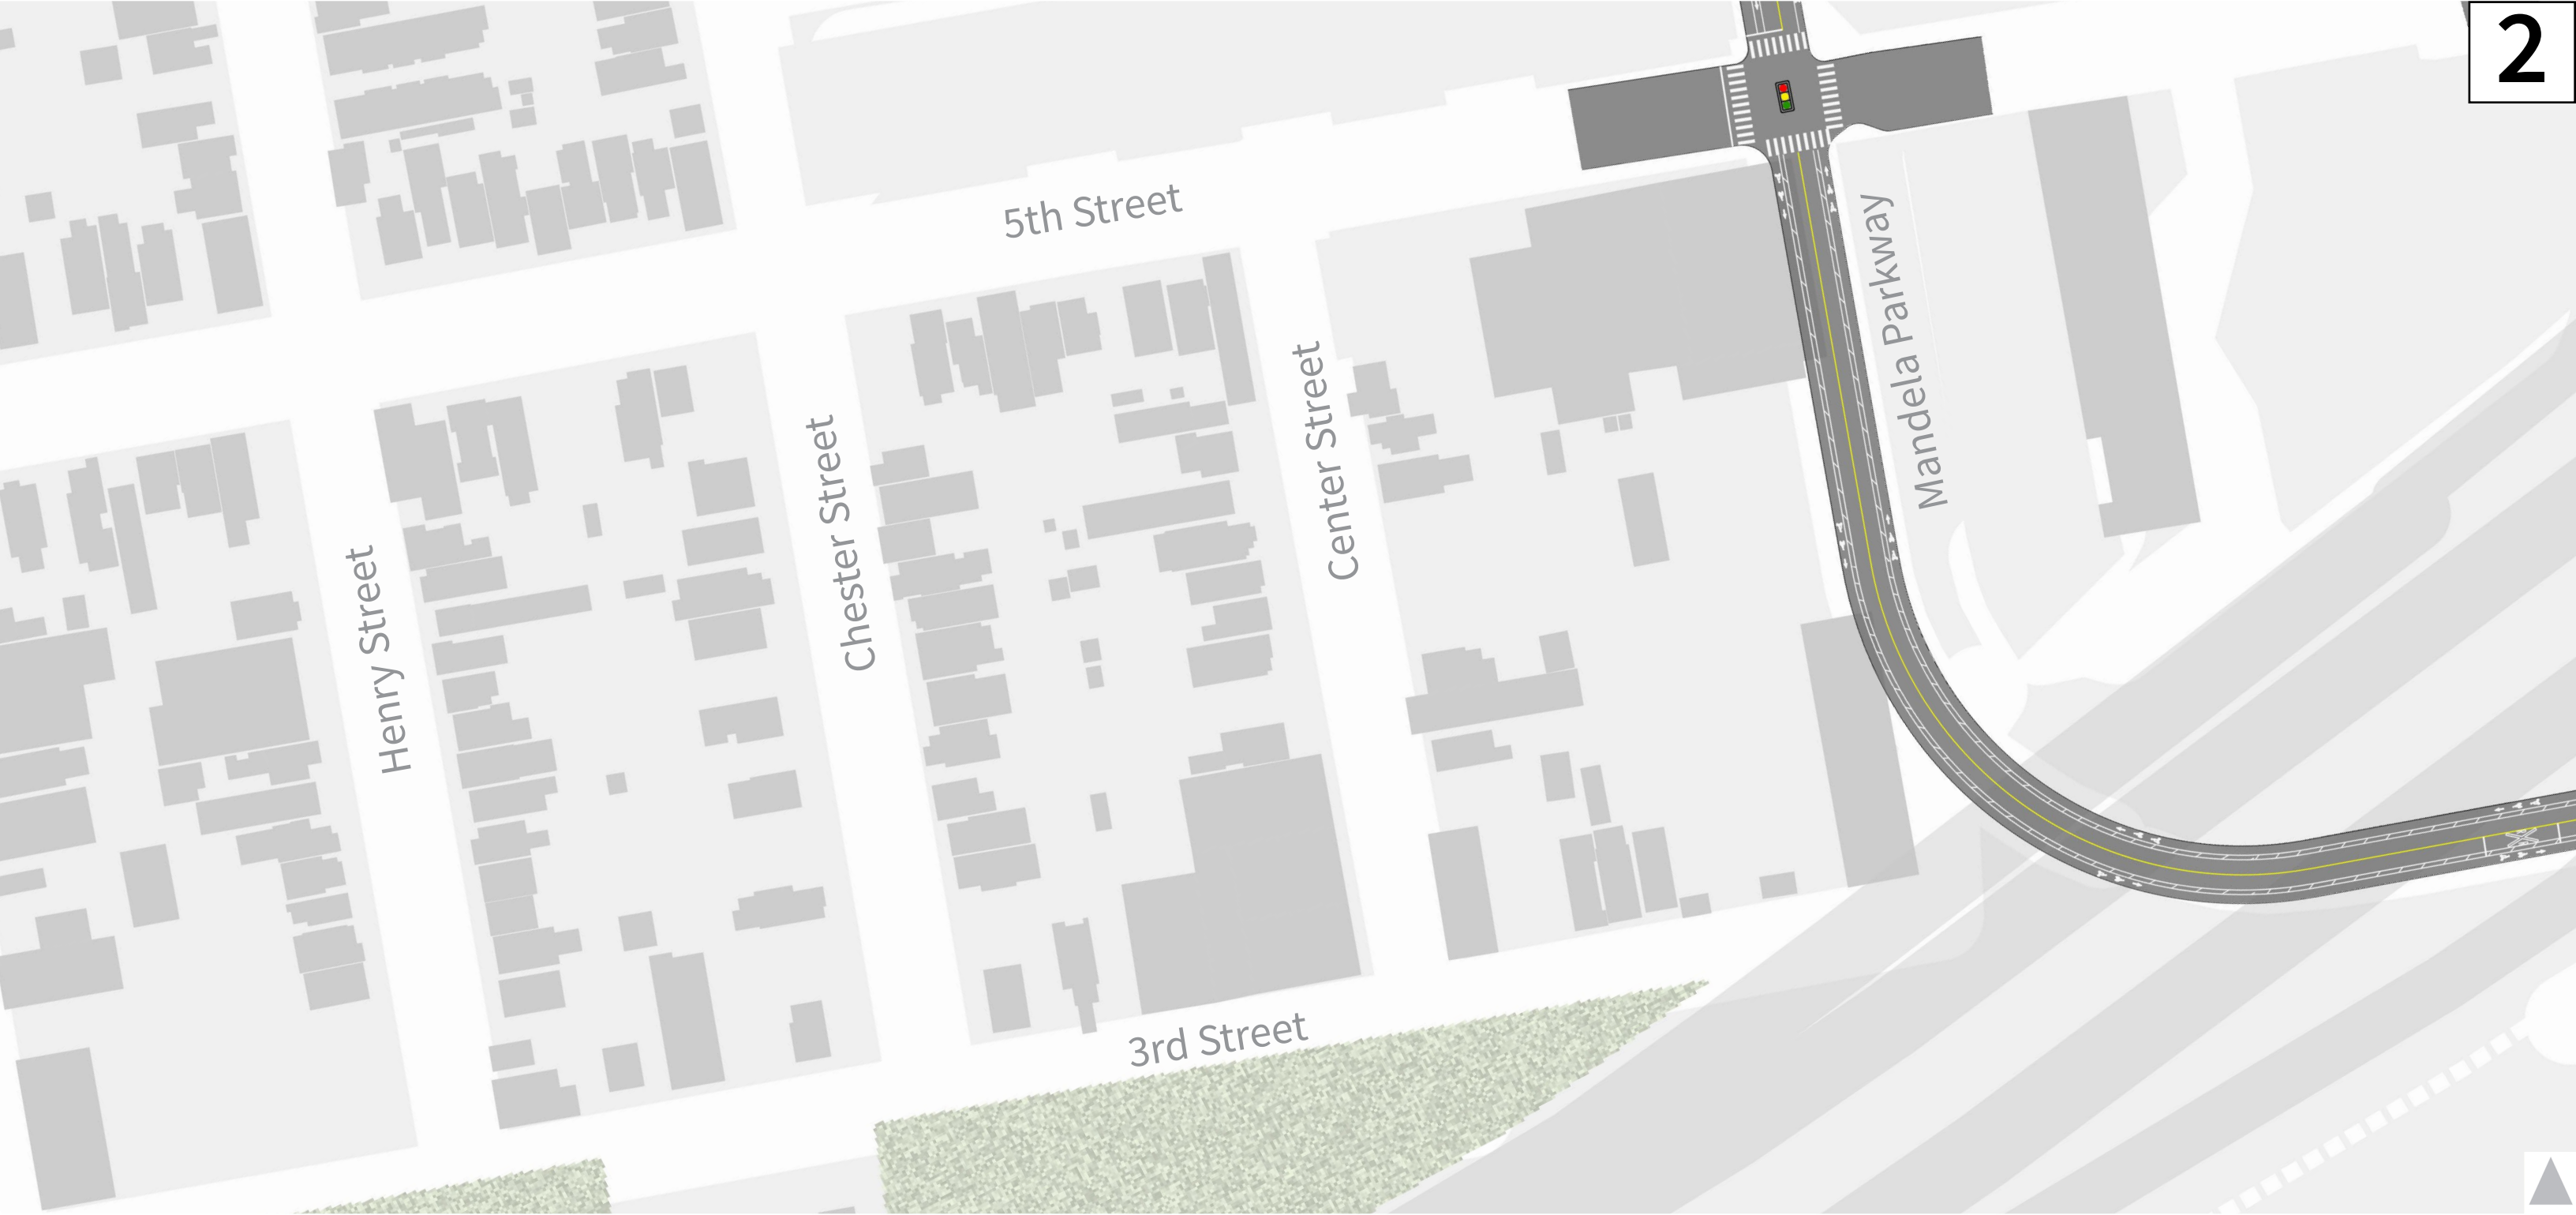 2
5th Street
Mandela Parkway
Center Street
Chester Street
Henry Street
3rd Street